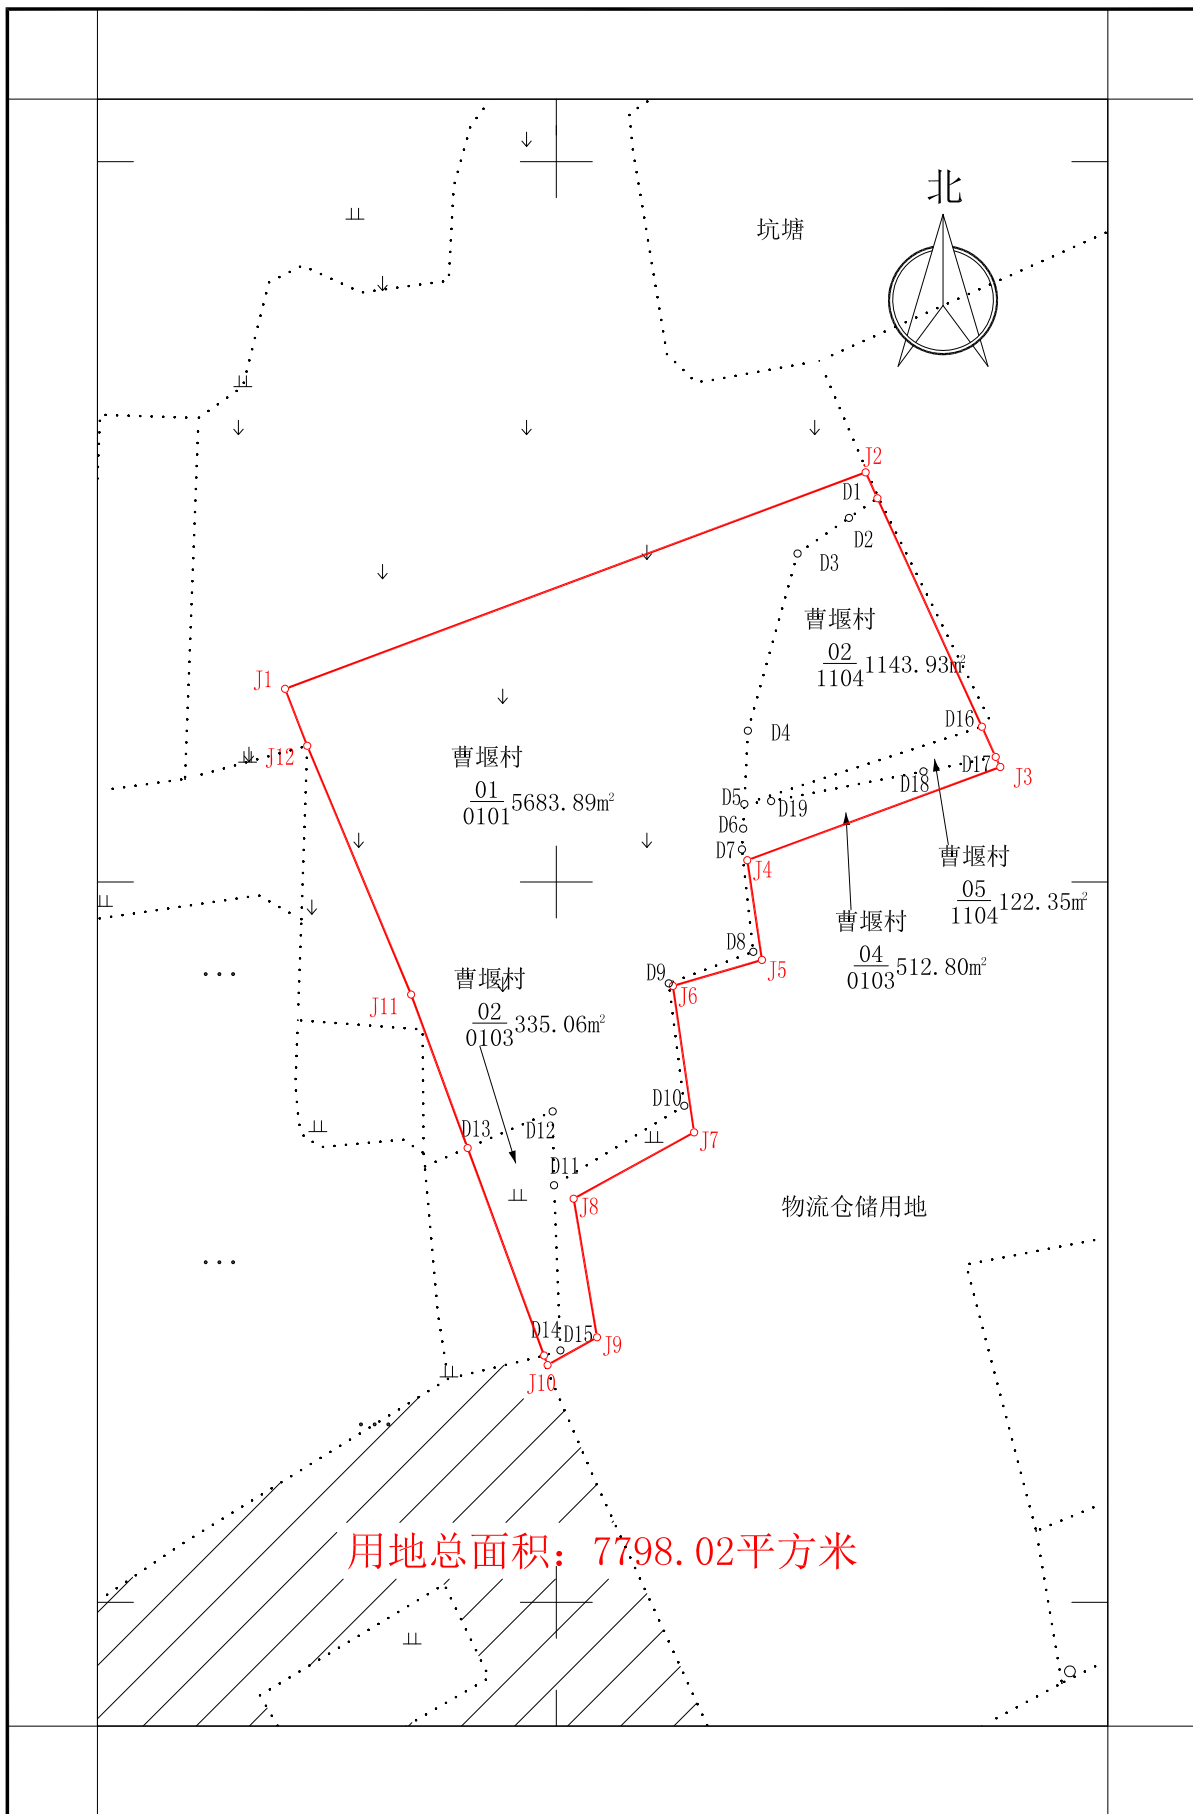 北
坑塘
J2
D1
D2
D3
曹堰村
02
1104
1143.93m²
J1
D16
D4
J12
D17
J3
曹堰村
D18
01
0101
5683.89m²
D5
D19
D6
D7
J4
曹堰村
05
1104
122.35m²
曹堰村
D8
J5
04
0103
512.80m²
曹堰村
D9
J6
J11
02
0103
335.06m²
D10
D12
D13
J7
D11
J8
物流仓储用地
D14
D15
J9
J10
用地总面积：7798.02平方米